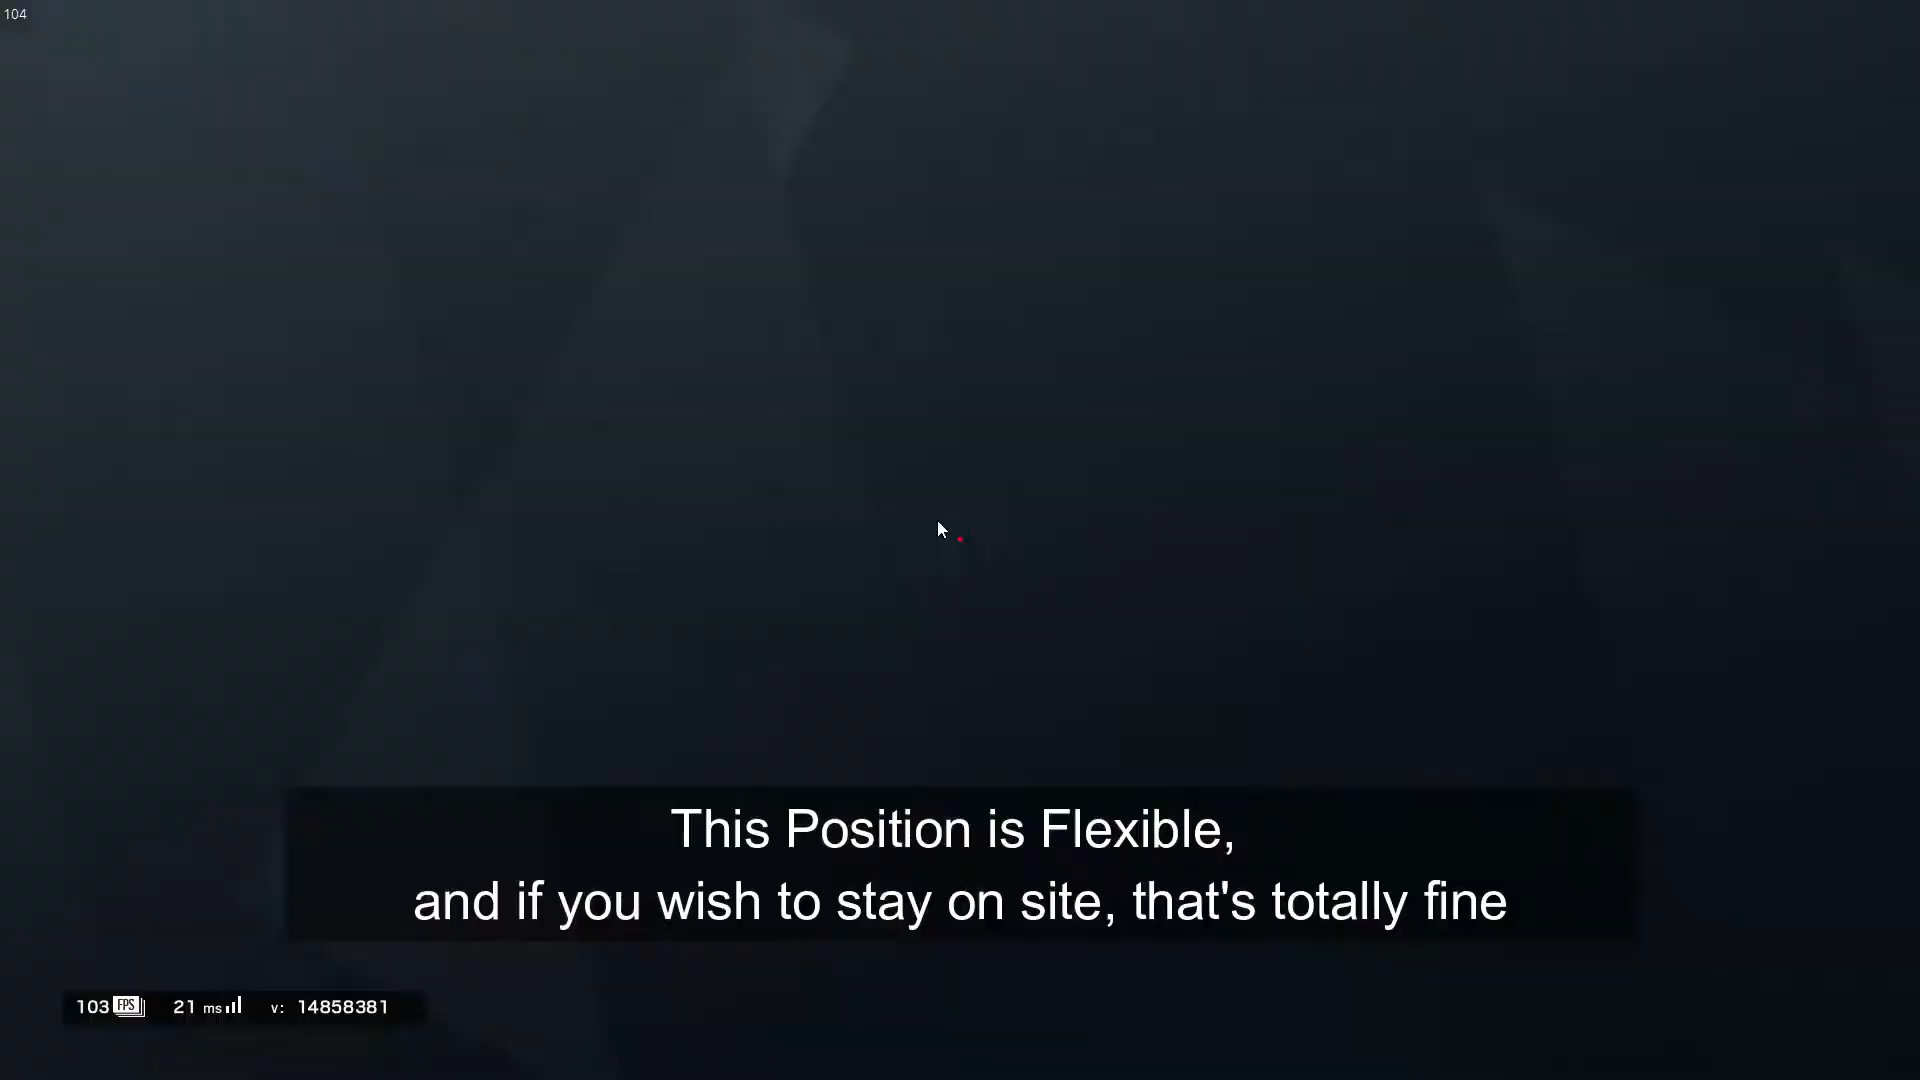 104
This Position is Flexible,
and if you wish to stay on site, that's totally fine
103 FPS 21 ms v: 14858381